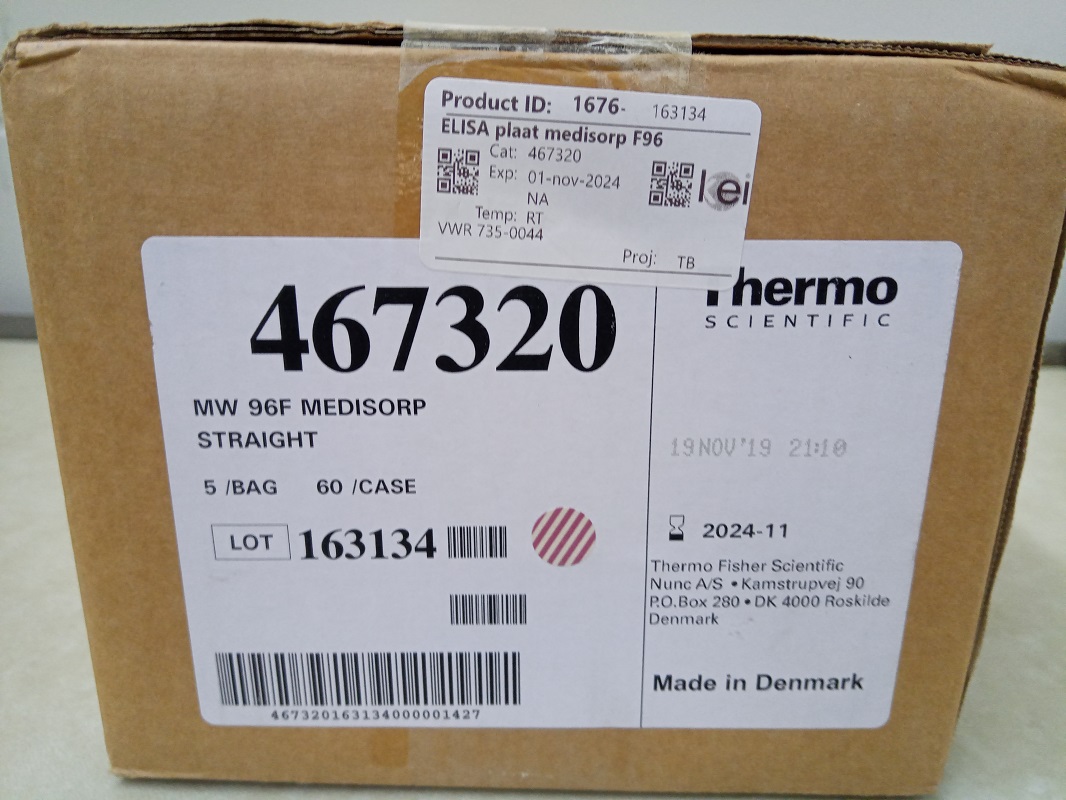 Product ID: 1676- 163134
ELISA plaat medisorp F96
Cat: 467320
Exp: 01-nov-2024
NA
Temp: RT
VWR 735-0044
Proj: TB
kei
467320
MW 96F MEDISORP
STRAIGHT
5 /BAG 60 /CASE
LOT 163134
467320163134000001427
Thermo
SCIENTIFIC
19NOV'19 21:10
2024-11
Thermo Fisher Scientific
Nunc A/S • Kamstrupvej 90
P.O.Box 280 • DK 4000 Roskilde
Denmark
Made in Denmark